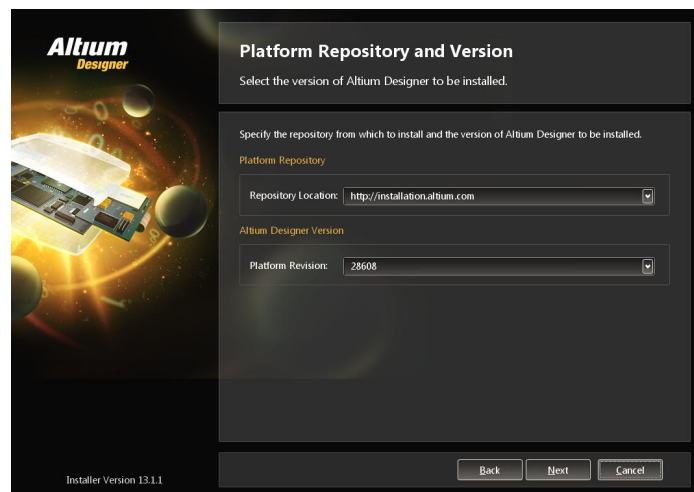 Altium
Designer
Platform Repository and Version
Select the version of Altium Designer to be installed.
Specify the repository from which to install and the version of Altium Designer to be installed.
Platform Repository
Repository Location: http://installation.altium.com
Altium Designer Version
Platform Revision: 28608
Installer Version 13.1.1
Back Next Cancel